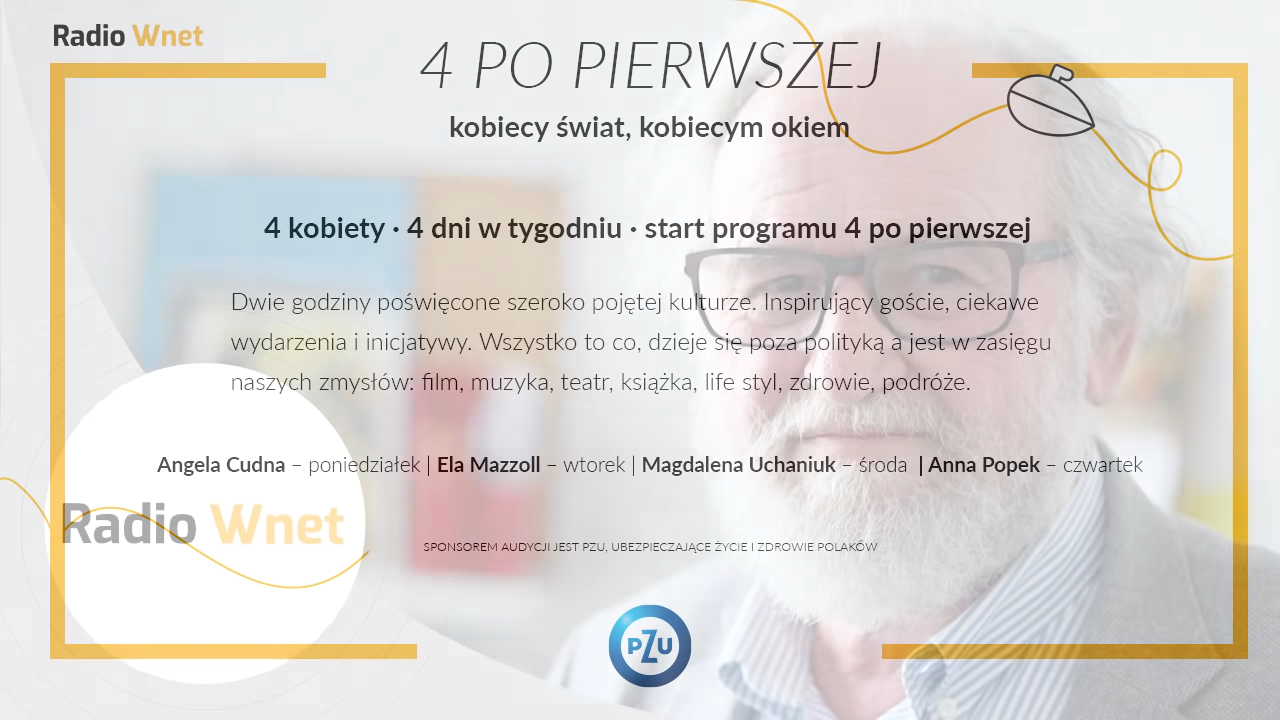 Radio Wnet
4 PO PIERWSZEJ
kobiecy świat, kobiecym okiem
4 kobiety · 4 dni w tygodniu · start programu 4 po pierwszej
Dwie godziny poświęcone szeroko pojętej kulturze. Inspirujący goście, ciekawe
wydarzenia i inicjatywy. Wszystko to co, dzieje się poza polityką a jest w zasięgu
naszych zmysłów: film, muzyka, teatr, książka, life styl, zdrowie, podróże.
Angela Cudna – poniedziałek | Ela Mazzoll – wtorek | Magdalena Uchaniuk – środa | Anna Popek – czwartek
Radio Wnet
SPONSOREM AUDYCJI JEST PZU, UBEZPIECZAJĄCE ŻYCIE I ZDROWIE POLAKÓW
PZU